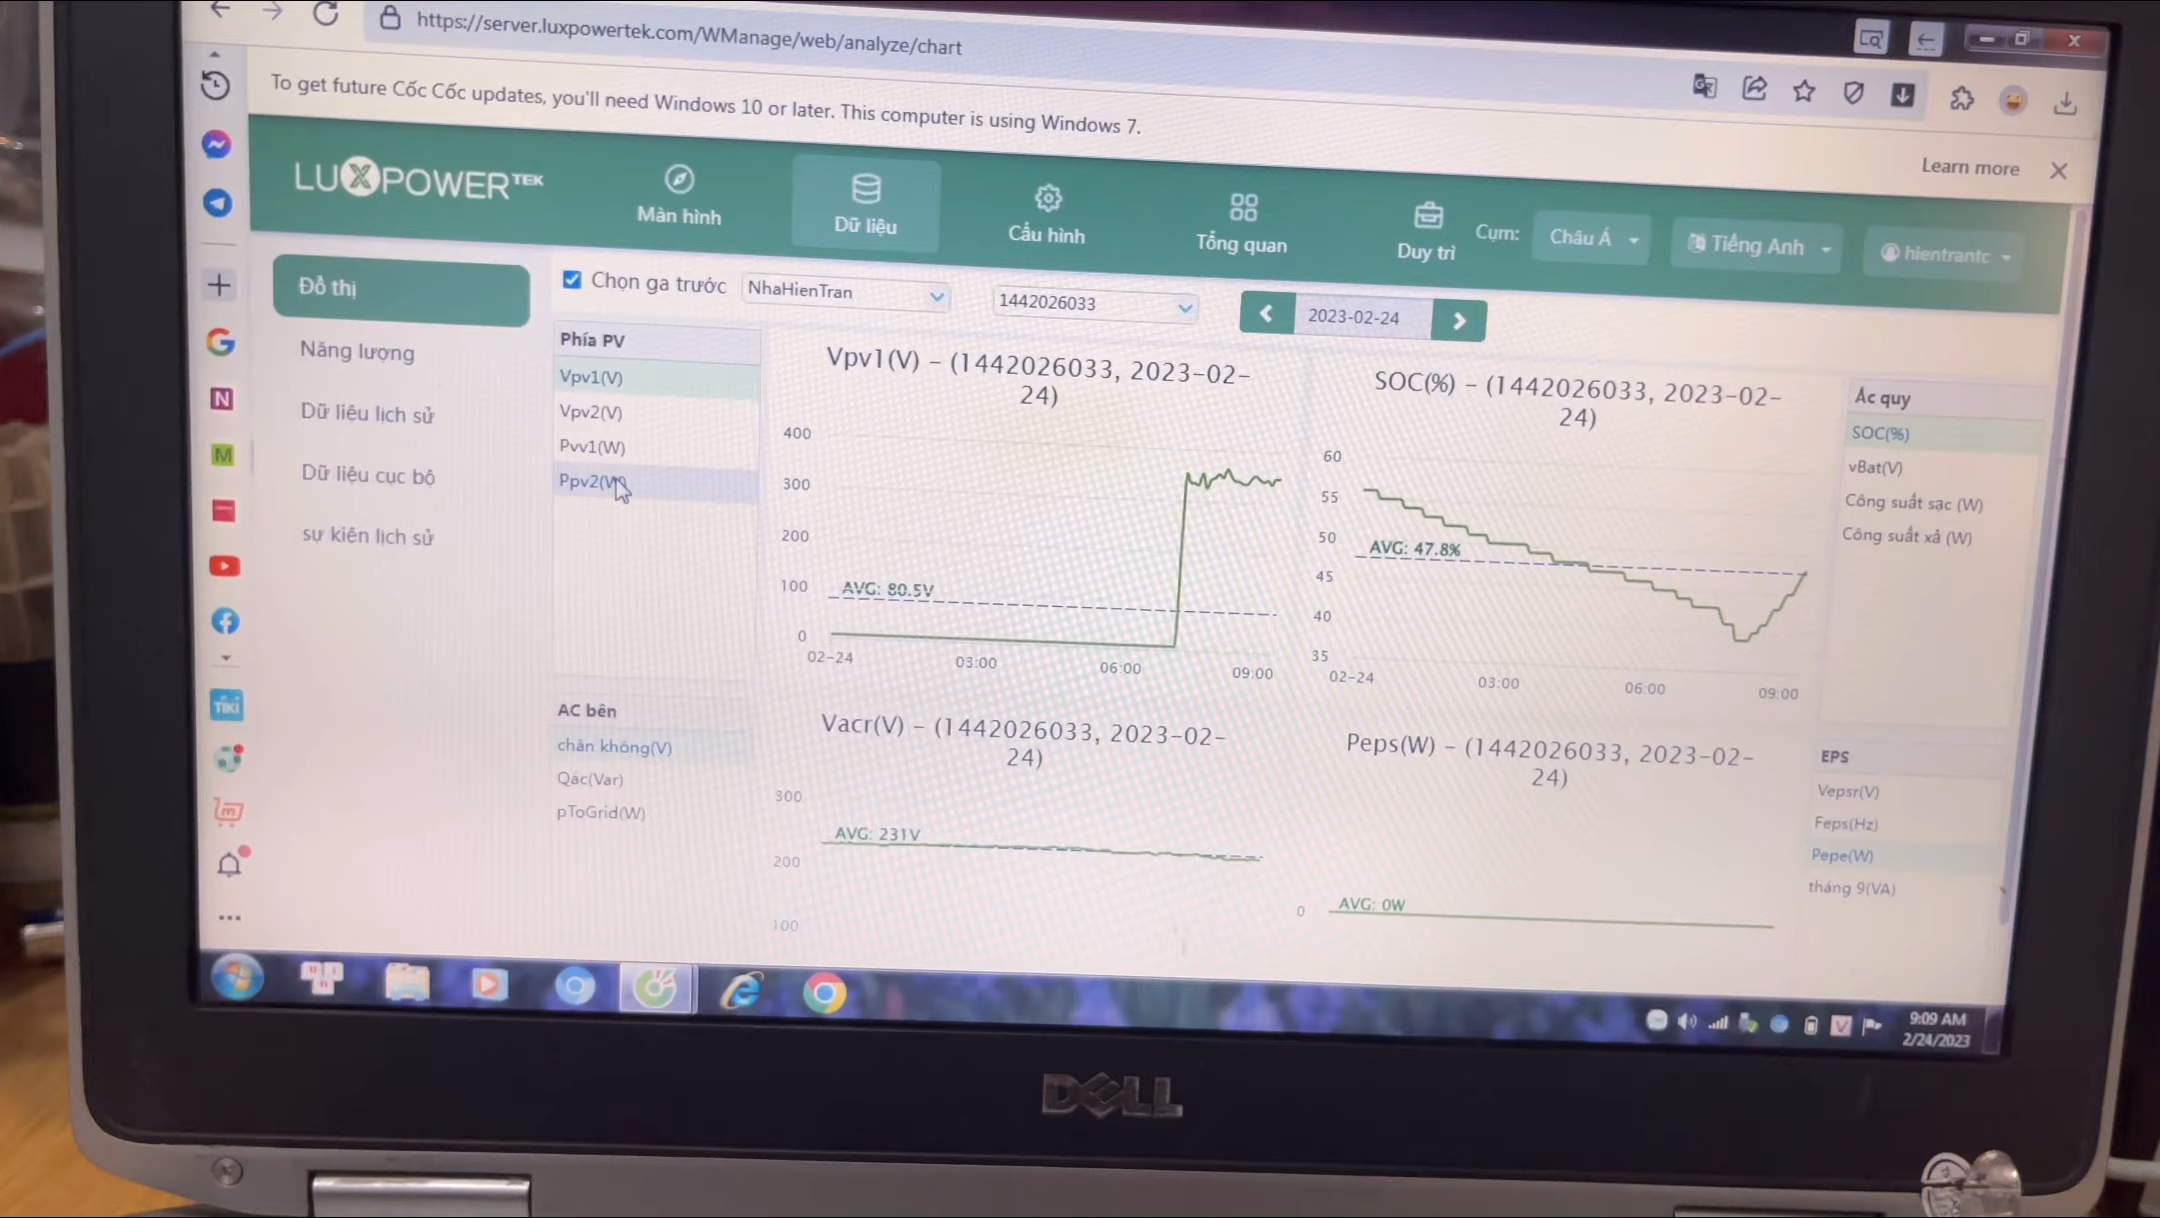 https://server.luxpowertek.com/WManage/web/analyze/chart
To get future Cốc Cốc updates, you'll need Windows 10 or later. This computer is using Windows 7.
Learn more
LUXPOWERTEK
Màn hình
Dữ liệu
Cấu hình
Tổng quan
Duy trì
Cụm:
Châu Á
Tiếng Anh
hientrantc
Đồ thị
Năng lượng
Dữ liệu lịch sử
Dữ liệu cục bộ
sự kiện lịch sử
Chọn ga trước
NhaHienTran
1442026033
2023-02-24
Phía PV
Vpv1(V)
Vpv2(V)
Pvv1(W)
Vpv1(V) – (1442026033, 2023-02-
24)
400
300
200
100
0
AVG: 80.5V
02-24
03:00
06:00
09:00
SOC(%) – (1442026033, 2023-02-
24)
60
55
50
45
40
35
AVG: 47.8%
02-24
03:00
06:00
09:00
Ắc quy
SOC(%)
vBat(V)
Công suất sạc (W)
Công suất xả (W)
AC bên
chân không(V)
Qác(Var)
pToGrid(W)
Vacr(V) – (1442026033, 2023-02-
24)
300
200
100
AVG: 231V
Peps(W) – (1442026033, 2023-02-
24)
0
AVG: 0W
EPS
Vepsr(V)
Feps(Hz)
Pepe(W)
tháng 9(VA)
N
M
TIKI
9:09 AM
2/24/2023
DELL